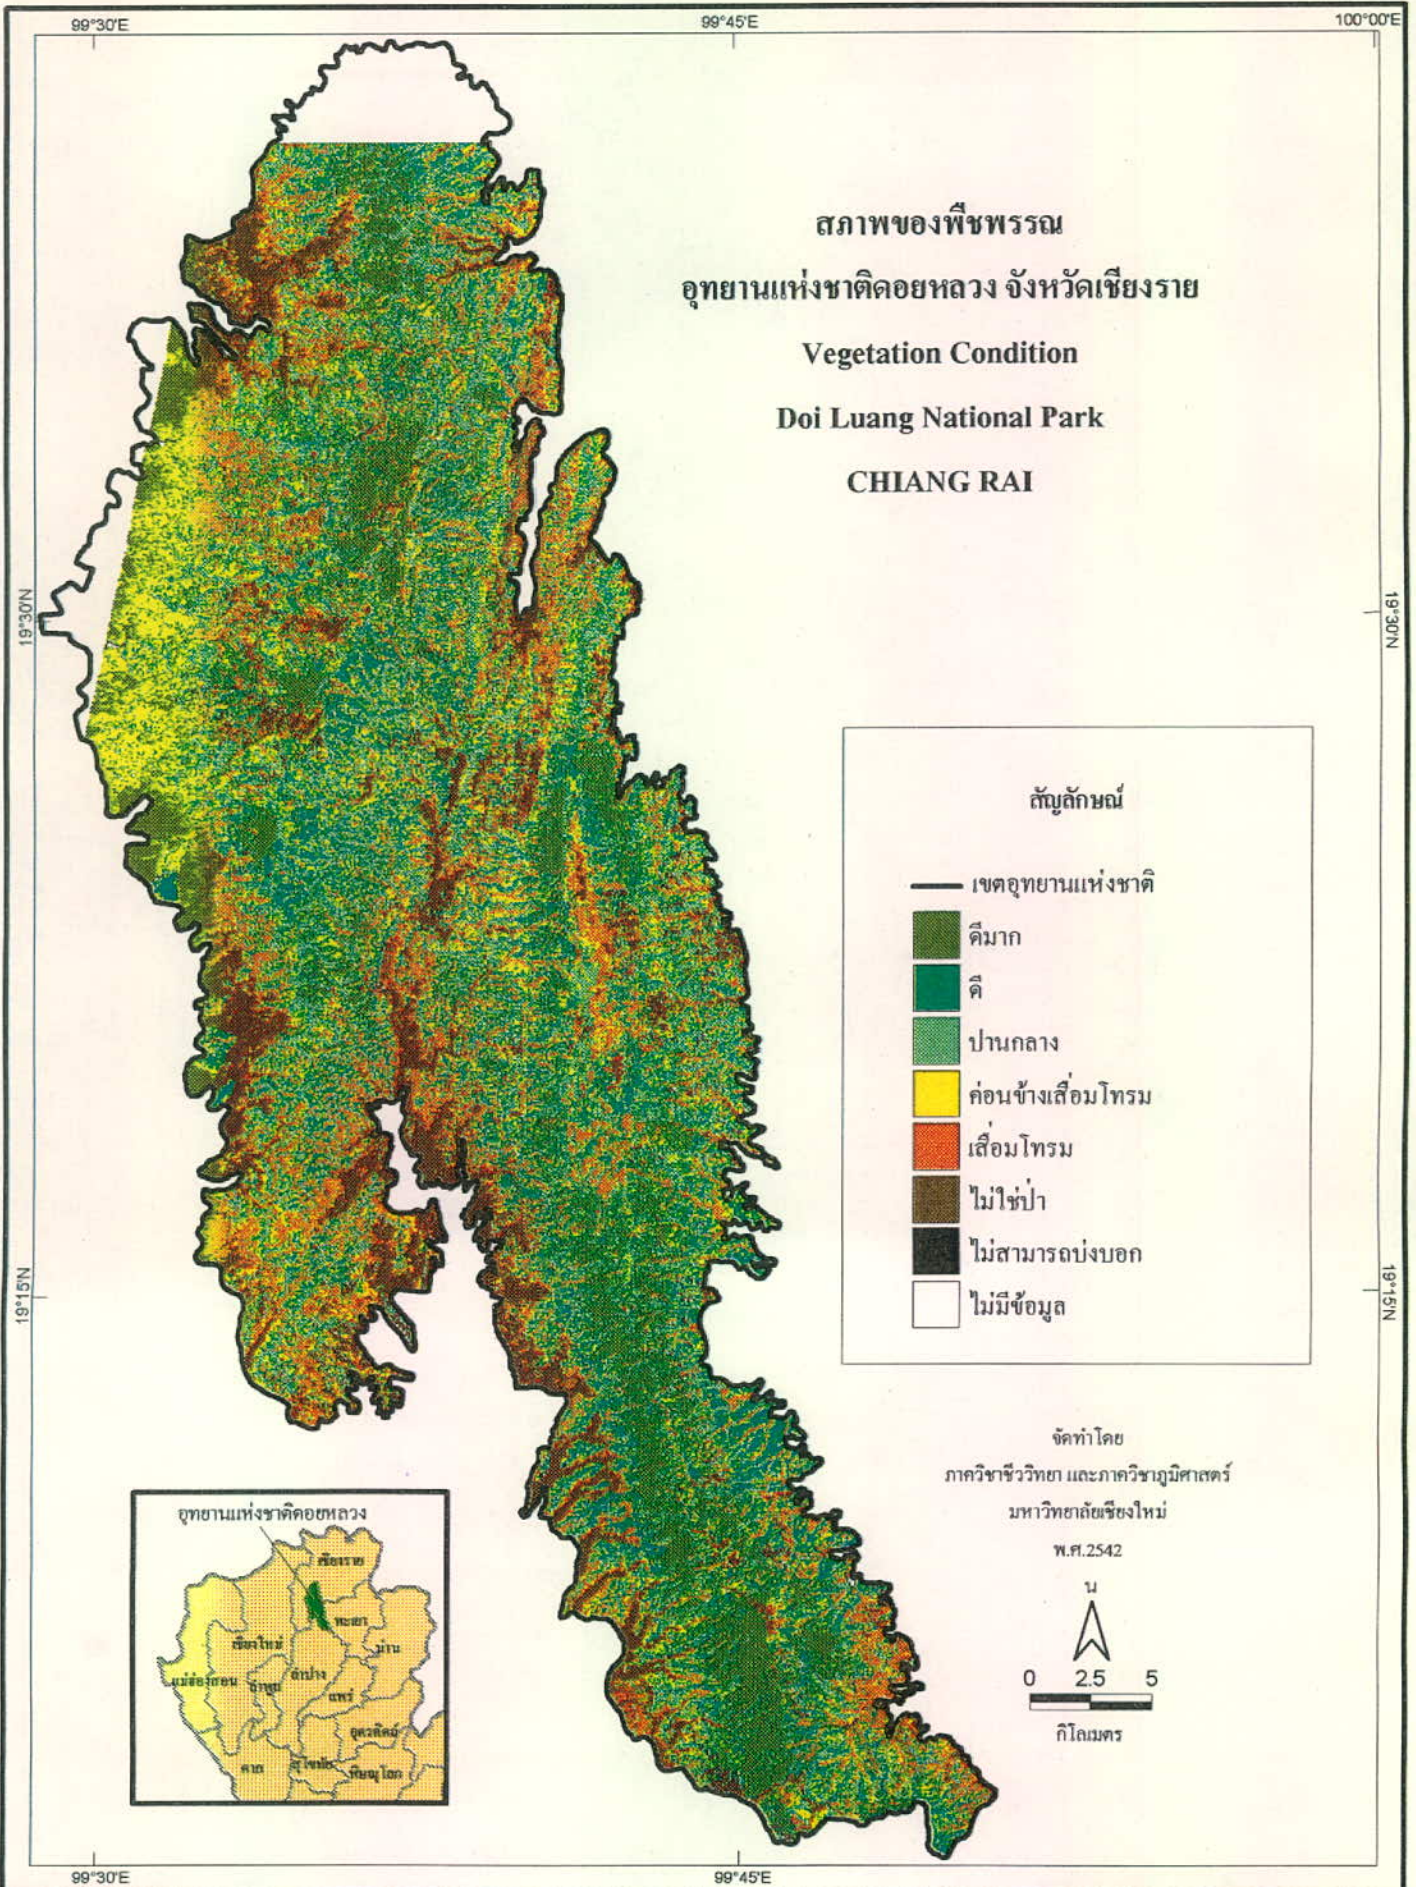 99°30'E
99°45'E
100°00'E
สภาพของพืชพรรณ
อุทยานแห่งชาติดอยหลวง จังหวัดเชียงราย
Vegetation Condition
Doi Luang National Park
CHIANG RAI
19°30'N
19°30'N
สัญลักษณ์
เขตอุทยานแห่งชาติ
ดีมาก
ดี
ปานกลาง
ค่อนข้างเสื่อมโทรม
เสื่อมโทรม
ไม่ใช่ป่า
ไม่สามารถบ่งบอก
ไม่มีข้อมูล
19°15'N
19°15'N
จัดทำโดย
ภาควิชาชีววิทยา และภาควิชาภูมิศาสตร์
มหาวิทยาลัยเชียงใหม่
พ.ศ.2542
น
0 2.5 5
กิโลเมตร
อุทยานแห่งชาติดอยหลวง
เชียงราย
พะเยา
เชียงใหม่
น่าน
แม่ฮ่องสอน
ลำพูน
ลำปาง
แพร่
อุตรดิตถ์
ตาก
สุโขทัย
พิษณุโลก
99°30'E
99°45'E